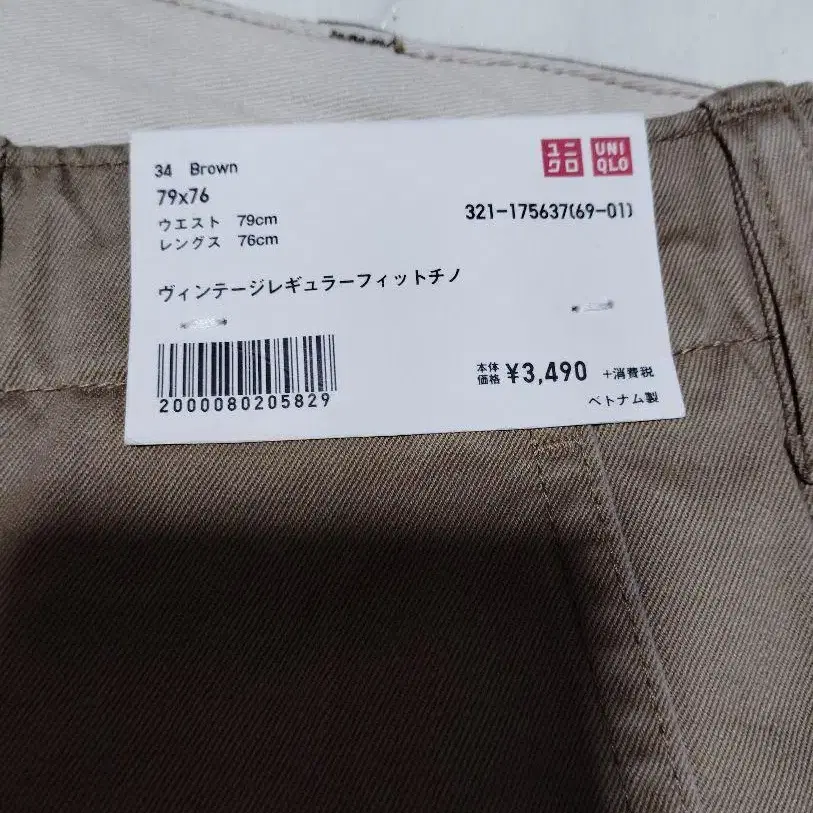 34 Brown
79x76
ウエスト 79cm
レングス 76cm
ユニ
クロ
UNI
QLO
321-175637(69-01)
ヴィンテージレギュラーフィットチノ
2000080205829
本体
価格 ¥3,490 +消費税
ベトナム製